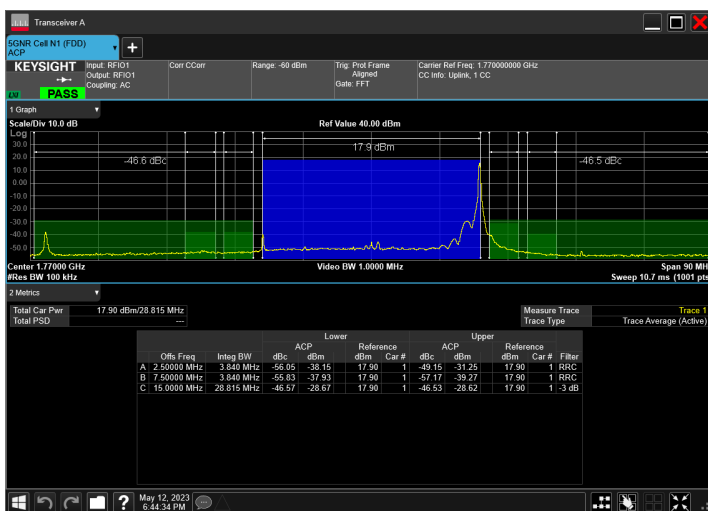 Transceiver A
5GNR Cell N1 (FDD)
ACP
KEYSIGHT
LXI
PASS
Input: RFIO1
Output: RFIO1
Coupling: AC
Corr CCorr
Range: -60 dBm
Trig: Prot Frame
Aligned
Gate: FFT
Carrier Ref Freq: 1.770000000 GHz
CC Info: Uplink, 1 CC
1 Graph
Scale/Div 10.0 dB
Ref Value 40.00 dBm
Log
30.0
20.0
10.0
0.00
-10.0
-20.0
-30.0
-40.0
-50.0
-46.6 dBc
17.9 dBm
-46.5 dBc
Center 1.77000 GHz
Video BW 1.0000 MHz
Span 90 MH
#Res BW 100 kHz
Sweep 10.7 ms (1001 pts
2 Metrics
Total Car Pwr 17.90 dBm/28.815 MHz
Total PSD ---
Measure Trace Trace 1
Trace Type Trace Average (Active)
Lower Upper
ACP Reference ACP Reference
Offs Freq Integ BW dBc dBm dBm Car # dBc dBm dBm Car # Filter
A 2.50000 MHz 3.840 MHz -56.05 -38.15 17.90 1 -49.15 -31.25 17.90 1 RRC
B 7.50000 MHz 3.840 MHz -55.83 -37.93 17.90 1 -57.17 -39.27 17.90 1 RRC
C 15.0000 MHz 28.815 MHz -46.57 -28.67 17.90 1 -46.53 -28.62 17.90 1 -3 dB
May 12, 2023
6:44:34 PM